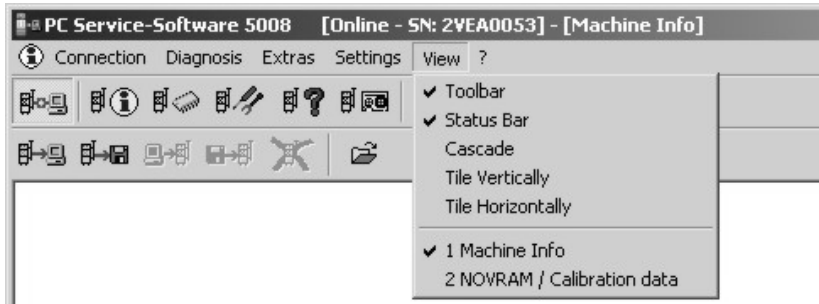 PC Service-Software 5008 [Online - SN: 2VEA0053] - [Machine Info]
Connection Diagnosis Extras Settings View ?
Toolbar
Status Bar
Cascade
Tile Vertically
Tile Horizontally
1 Machine Info
2 NOVRAM / Calibration data